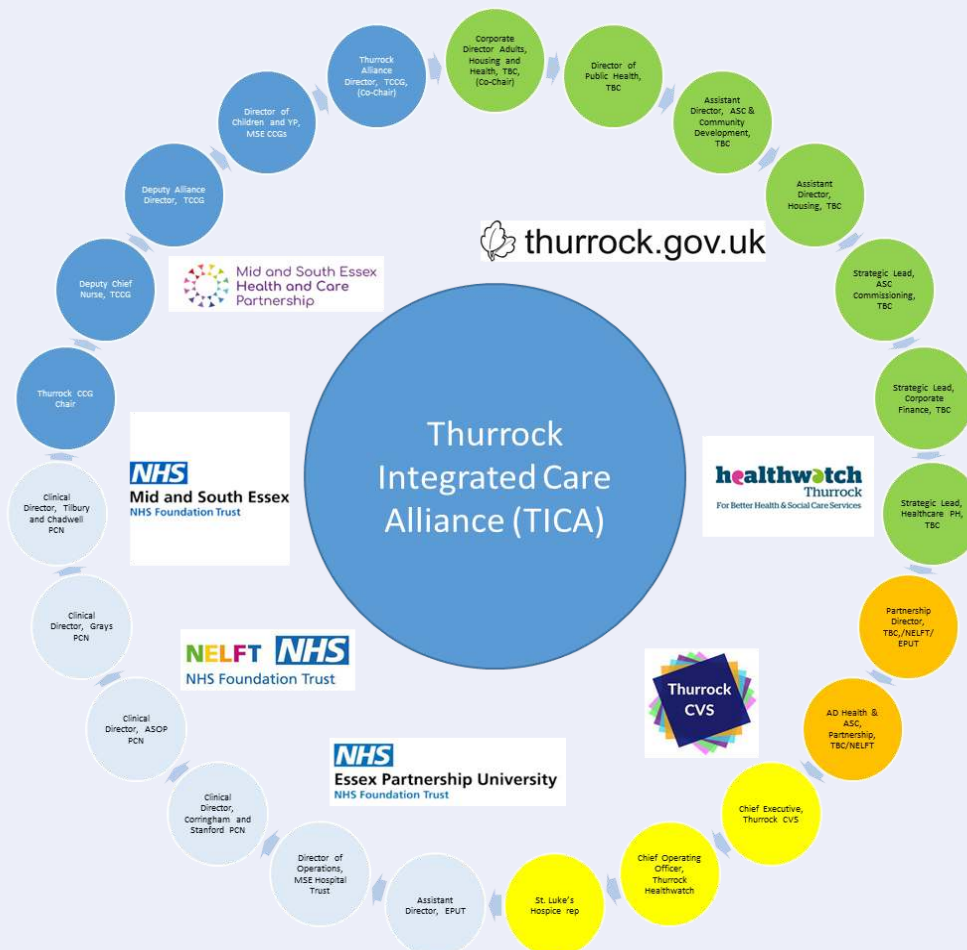 Thurrock
Alliance
Director, TCCG,
(Co-Chair)
Corporate
Director Adults,
Housing and
Health, TBC,
(Co-Chair)
Director of
Public Health,
TBC
Assistant
Director, ASC &
Community
Development,
TBC
Assistant
Director,
Housing, TBC
Strategic Lead,
ASC
Commissioning,
TBC
Strategic Lead,
Corporate
Finance, TBC
Strategic Lead,
Healthcare PH,
TBC
Partnership
Director,
TBC,/NELFT/
EPUT
AD Health &
ASC,
Partnership,
TBC/NELFT
Chief Executive,
Thurrock CVS
Chief Operating
Officer,
Thurrock
Healthwatch
St. Luke's
Hospice rep
Assistant
Director, EPUT
Director of
Operations,
MSE Hospital
Trust
Clinical
Director,
Corringham and
Stanford PCN
Clinical
Director, ASOP
PCN
Clinical
Director, Grays
PCN
Clinical
Director, Tilbury
and Chadwell
PCN
Thurrock CCG
Chair
Deputy Chief
Nurse, TCCG
Deputy Alliance
Director, TCCG
Director of
Children and YP,
MSE CCGs
thurrock.gov.uk
Mid and South Essex
Health and Care
Partnership
NHS
Mid and South Essex
NHS Foundation Trust
Thurrock
Integrated Care
Alliance (TICA)
healthwatch
Thurrock
For Better Health & Social Care Services
NELFT NHS
NHS Foundation Trust
Thurrock
CVS
NHS
Essex Partnership University
NHS Foundation Trust